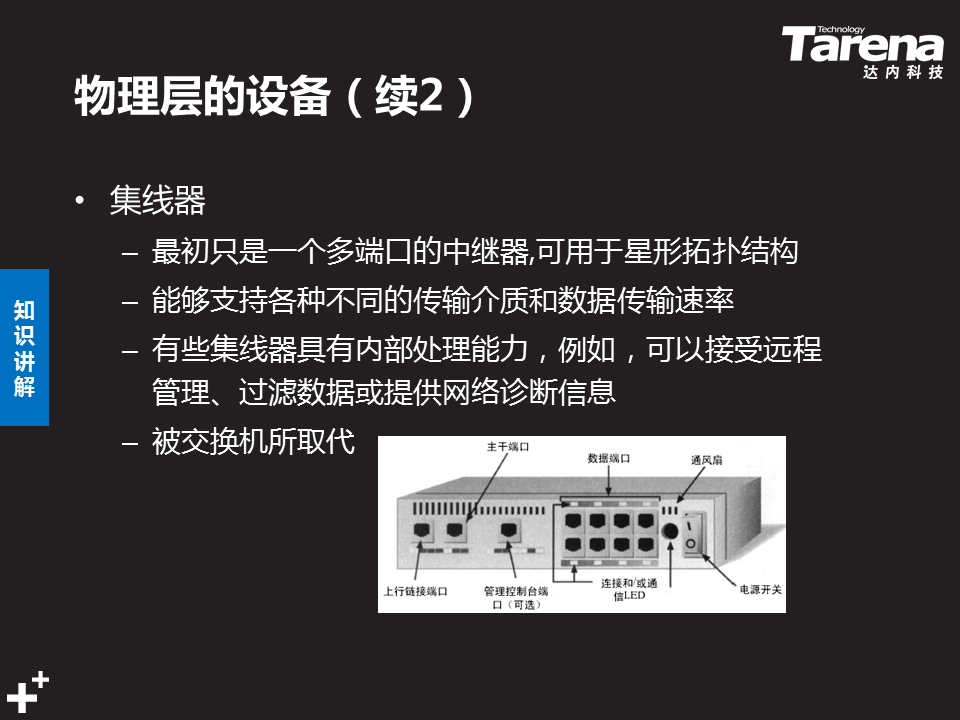 Technology
Tarena
达内科技
物理层的设备（续2）
• 集线器
– 最初只是一个多端口的中继器,可用于星形拓扑结构
– 能够支持各种不同的传输介质和数据传输速率
– 有些集线器具有内部处理能力，例如，可以接受远程
管理、过滤数据或提供网络诊断信息
– 被交换机所取代
知
识
讲
解
主干端口
数据端口
通风扇
上行链接端口
管理控制台端
口（可选）
连接和/或通
信LED
电源开关